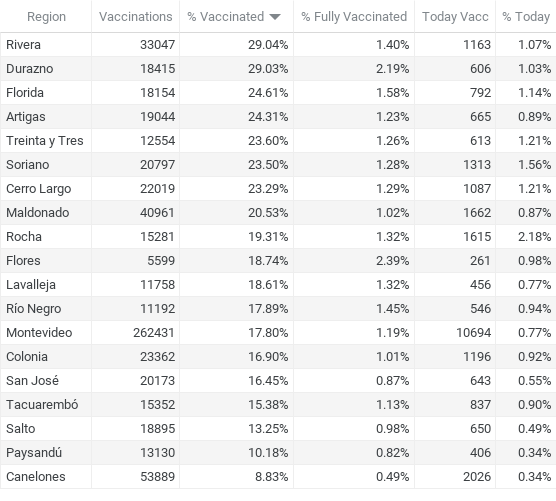 Region Vaccinations % Vaccinated % Fully Vaccinated Today Vacc % Today
Rivera 33047 29.04% 1.40% 1163 1.07%
Durazno 18415 29.03% 2.19% 606 1.03%
Florida 18154 24.61% 1.58% 792 1.14%
Artigas 19044 24.31% 1.23% 665 0.89%
Treinta y Tres 12554 23.60% 1.26% 613 1.21%
Soriano 20797 23.50% 1.28% 1313 1.56%
Cerro Largo 22019 23.29% 1.29% 1087 1.21%
Maldonado 40961 20.53% 1.02% 1662 0.87%
Rocha 15281 19.31% 1.32% 1615 2.18%
Flores 5599 18.74% 2.39% 261 0.98%
Lavalleja 11758 18.61% 1.32% 456 0.77%
Río Negro 11192 17.89% 1.45% 546 0.94%
Montevideo 262431 17.80% 1.19% 10694 0.77%
Colonia 23362 16.90% 1.01% 1196 0.92%
San José 20173 16.45% 0.87% 643 0.55%
Tacuarembó 15352 15.38% 1.13% 837 0.90%
Salto 18895 13.25% 0.98% 650 0.49%
Paysandú 13130 10.18% 0.82% 406 0.34%
Canelones 53889 8.83% 0.49% 2026 0.34%